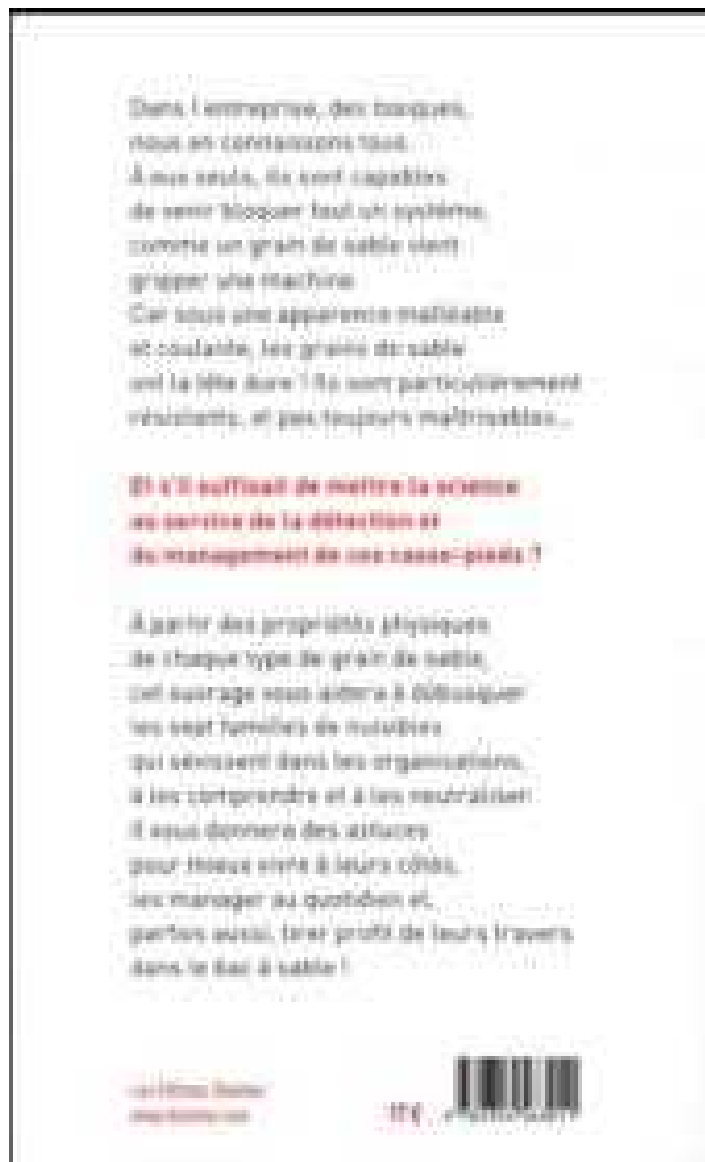 Dans l'entreprise, des
nous en connaissons tous.
À eux seuls, ils sont capables
de venir bloquer tout un système,
comme un grain de sable vient
gripper une machine.
Car sous une apparence malléable
et coulante, les grains de sable
ont la tête dure ! Ils sont particulièrement
résistants, et pas toujours maîtrisables...
Et s'il suffisait de mettre la science
au service de la détection et
du management de ces casse-pieds ?
À partir des propriétés physiques
de chaque type de grain de sable,
cet ouvrage vous aidera à débusquer
les sept familles de nuisibles
qui sévissent dans les organisations,
à les comprendre et à les neutraliser.
Il vous donnera des astuces
pour mieux vivre à leurs côtés,
les manager au quotidien et,
parfois aussi, tirer profit de leurs travers
dans le bac à sable !
17 €